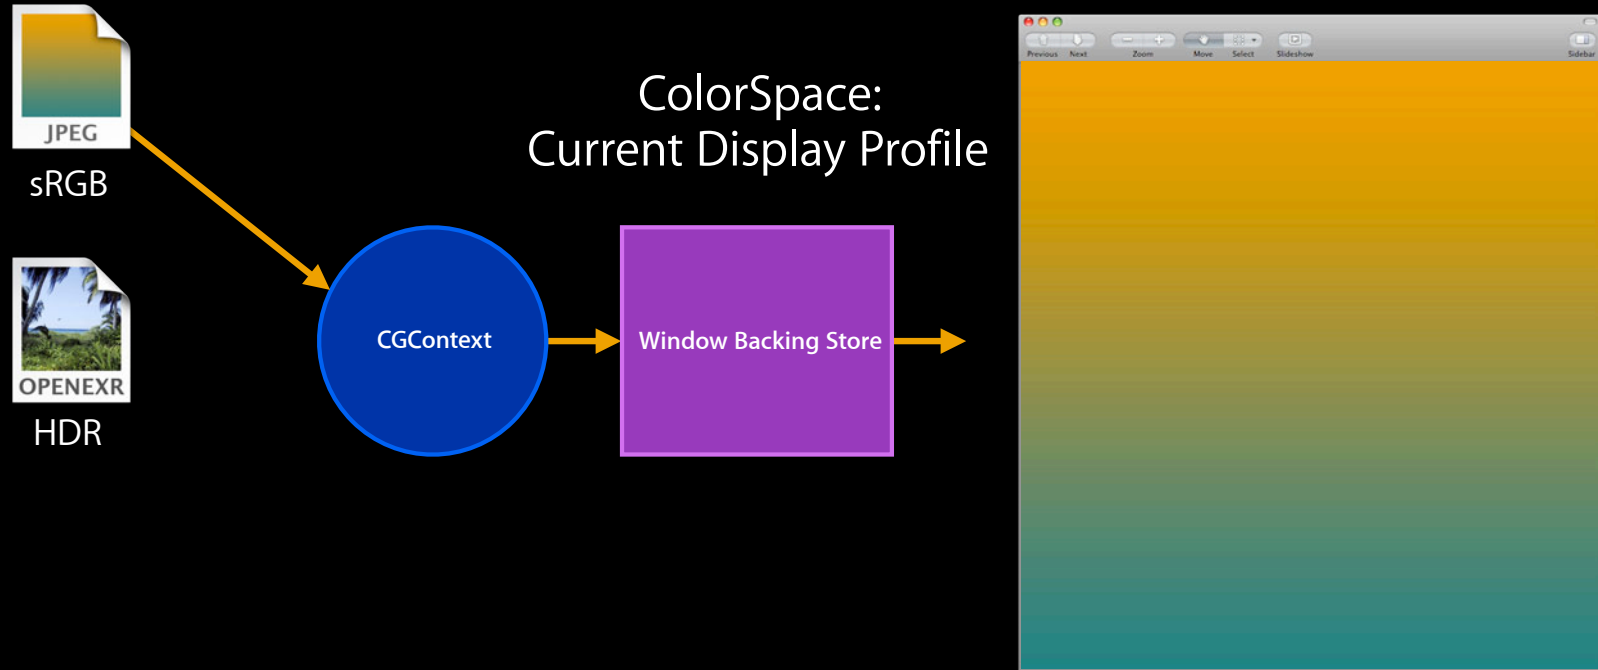 JPEG
sRGB
OPENEXR
HDR
ColorSpace:
Current Display Profile
CGContext
Window Backing Store
Previous Next Zoom Move Select Slideshow Sidebar